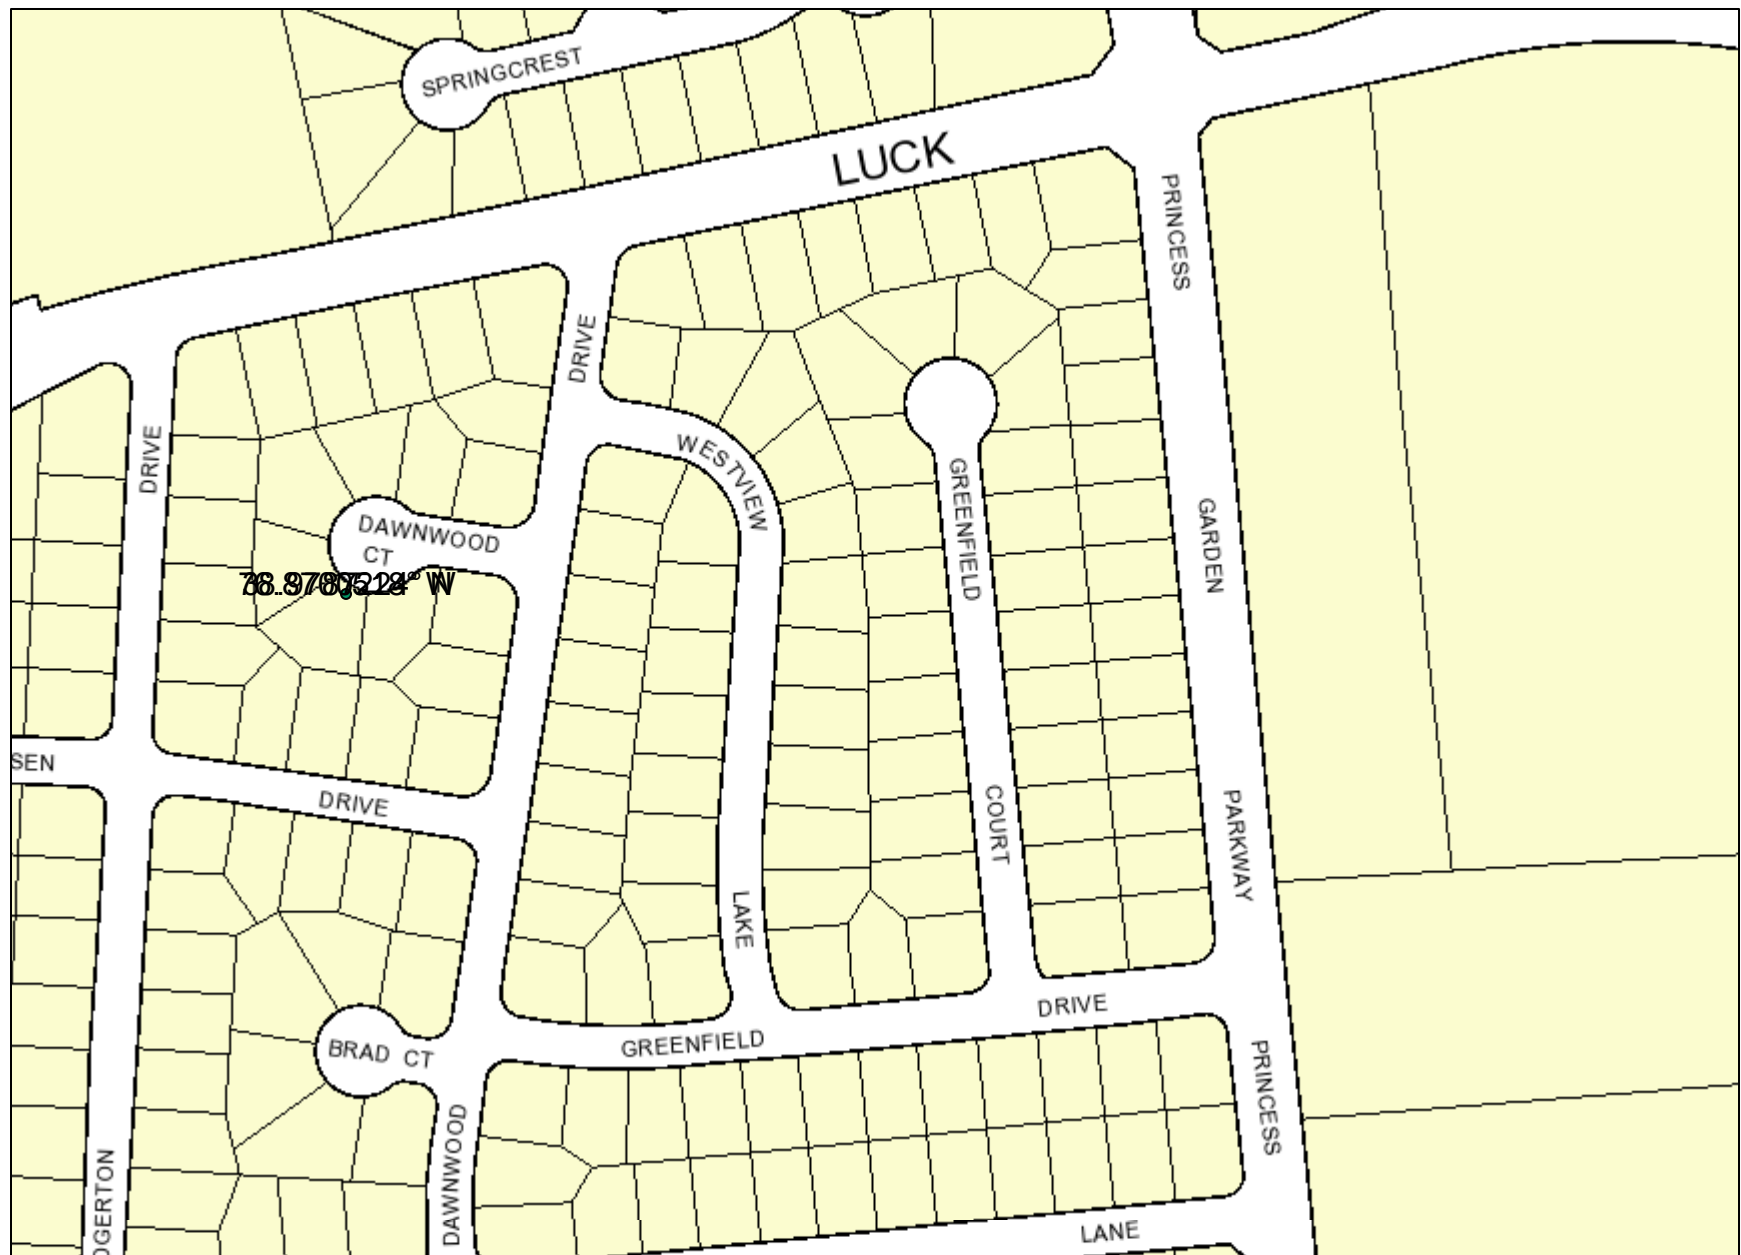 SPRINGCREST
LUCK
PRINCESS
DRIVE
DRIVE
WESTVIEW
GREENFIELD
GARDEN
DAWNWOOD
CT
SEN
DRIVE
COURT
PARKWAY
LAKE
DRIVE
GREENFIELD
BRAD CT
PRINCESS
DAWNWOOD
OGERTON
LANE